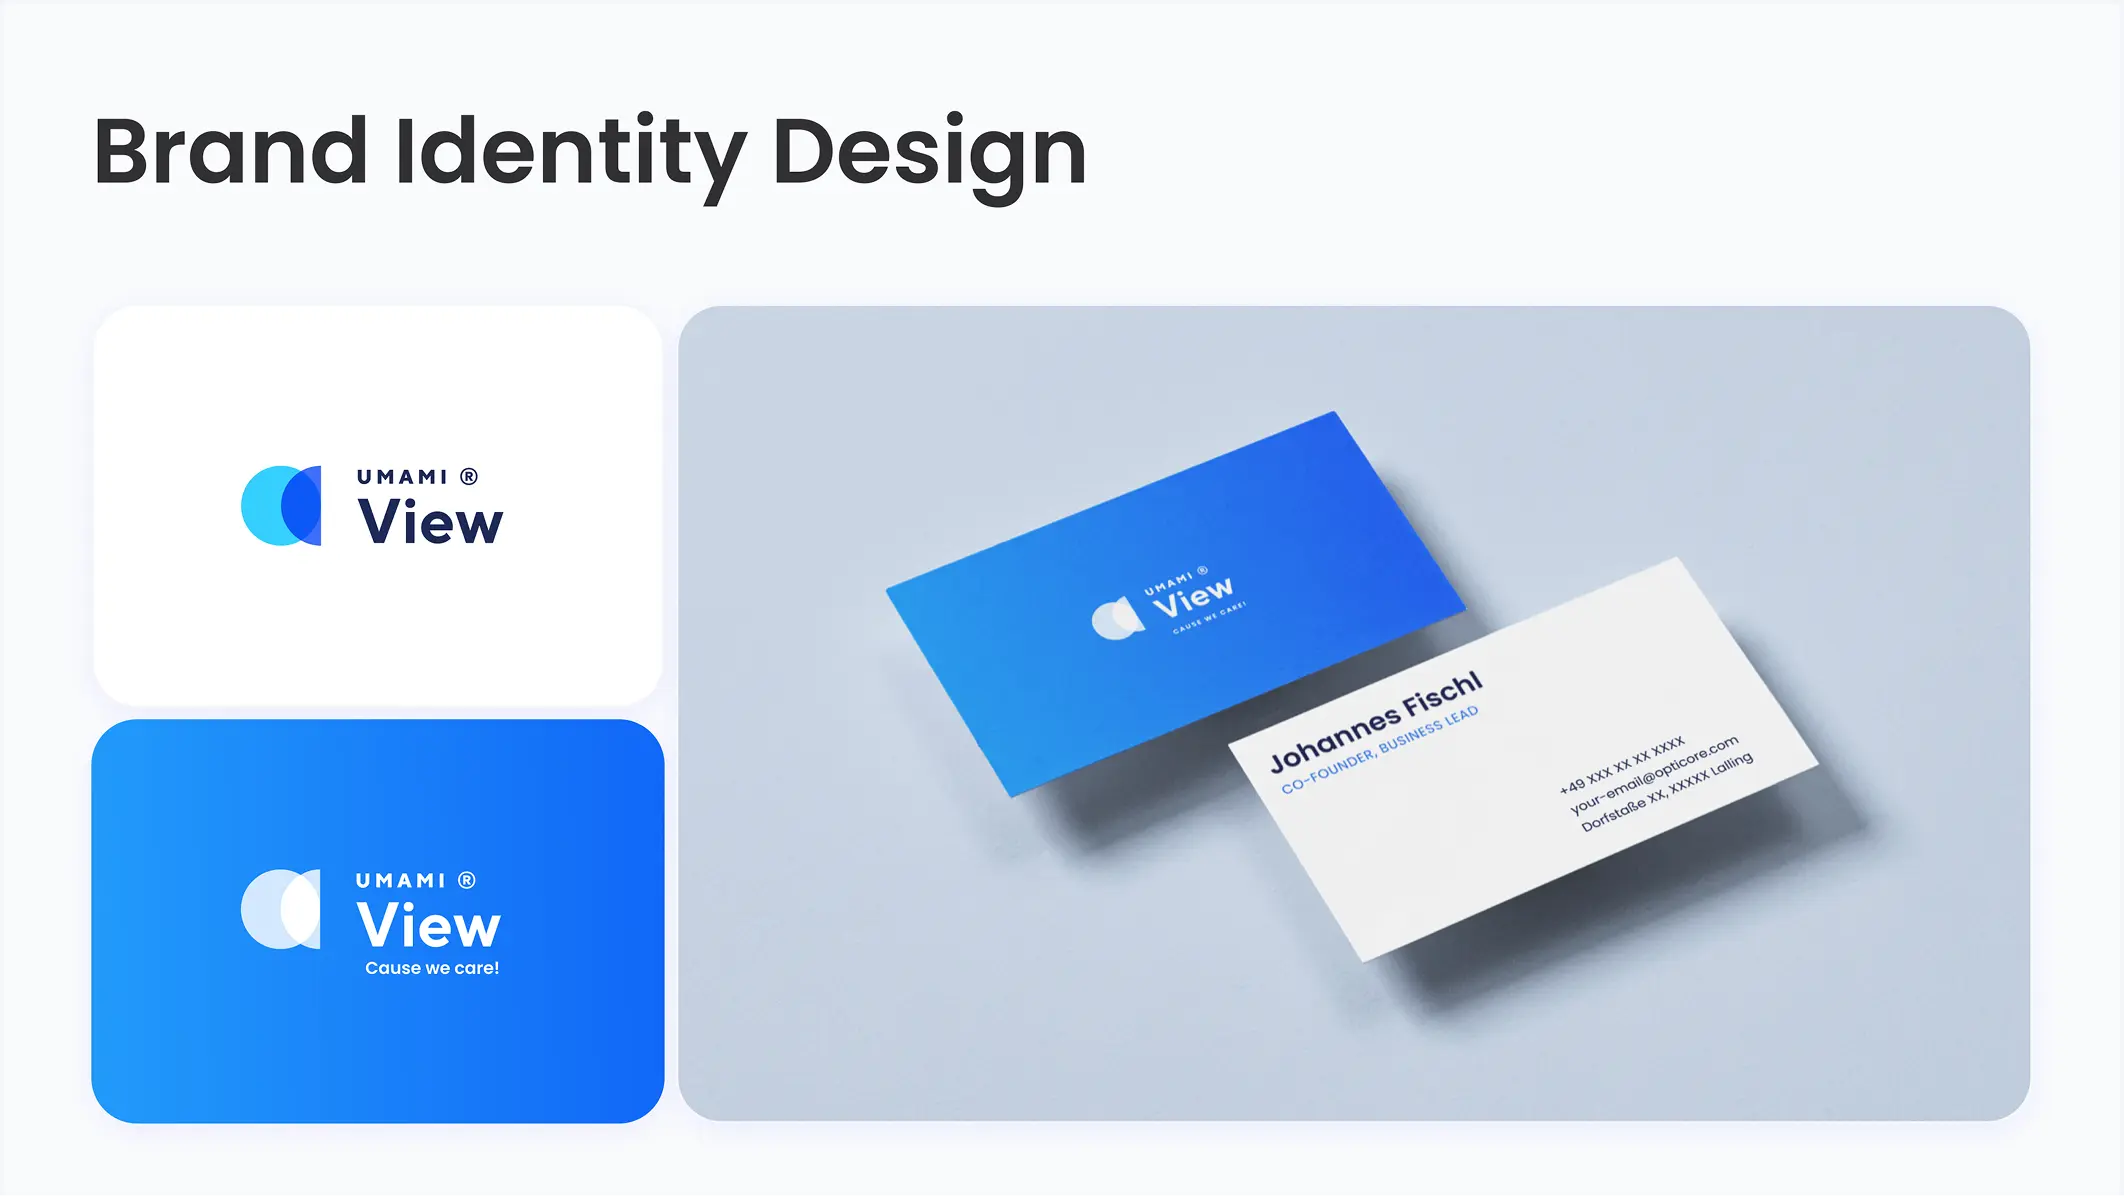 Brand Identity Design
UMAMI ®
View
UMAMI ®
View
Cause we care!
UMAMI ®
View
CAUSE WE CARE!
Johannes Fischl
CO-FOUNDER, BUSINESS LEAD
+49 XXX XX XX XXXX
your-email@opticore.com
Dorfstaße XX, XXXXX Lalling